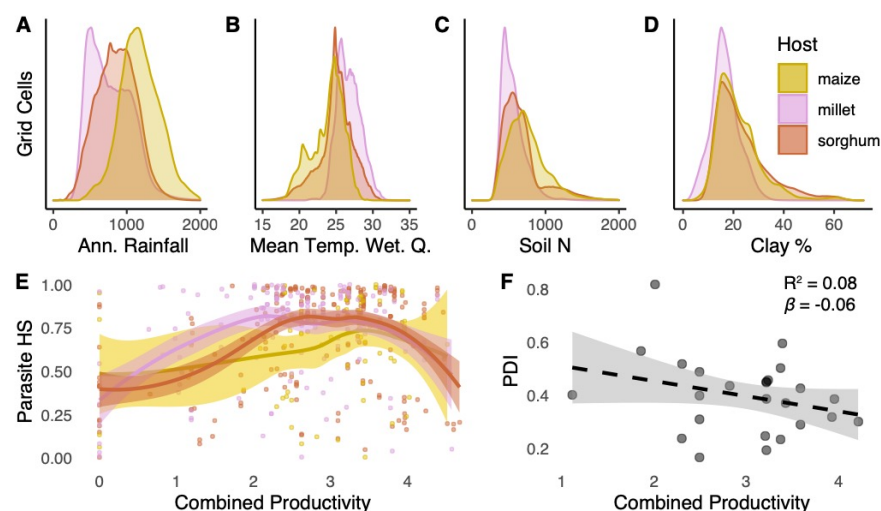 A B C D
Host
maize
millet
sorghum
Grid Cells
0 1000 2000
15 20 25 30 35
0 1000 2000
0 20 40 60
Ann. Rainfall
Mean Temp. Wet. Q.
Soil N
Clay %
E
Parasite HS
1.00
0.75
0.50
0.25
0.00
0 1 2 3 4
Combined Productivity
F
R² = 0.08
β = -0.06
PDI
0.8
0.6
0.4
0.2
1 2 3 4
Combined Productivity